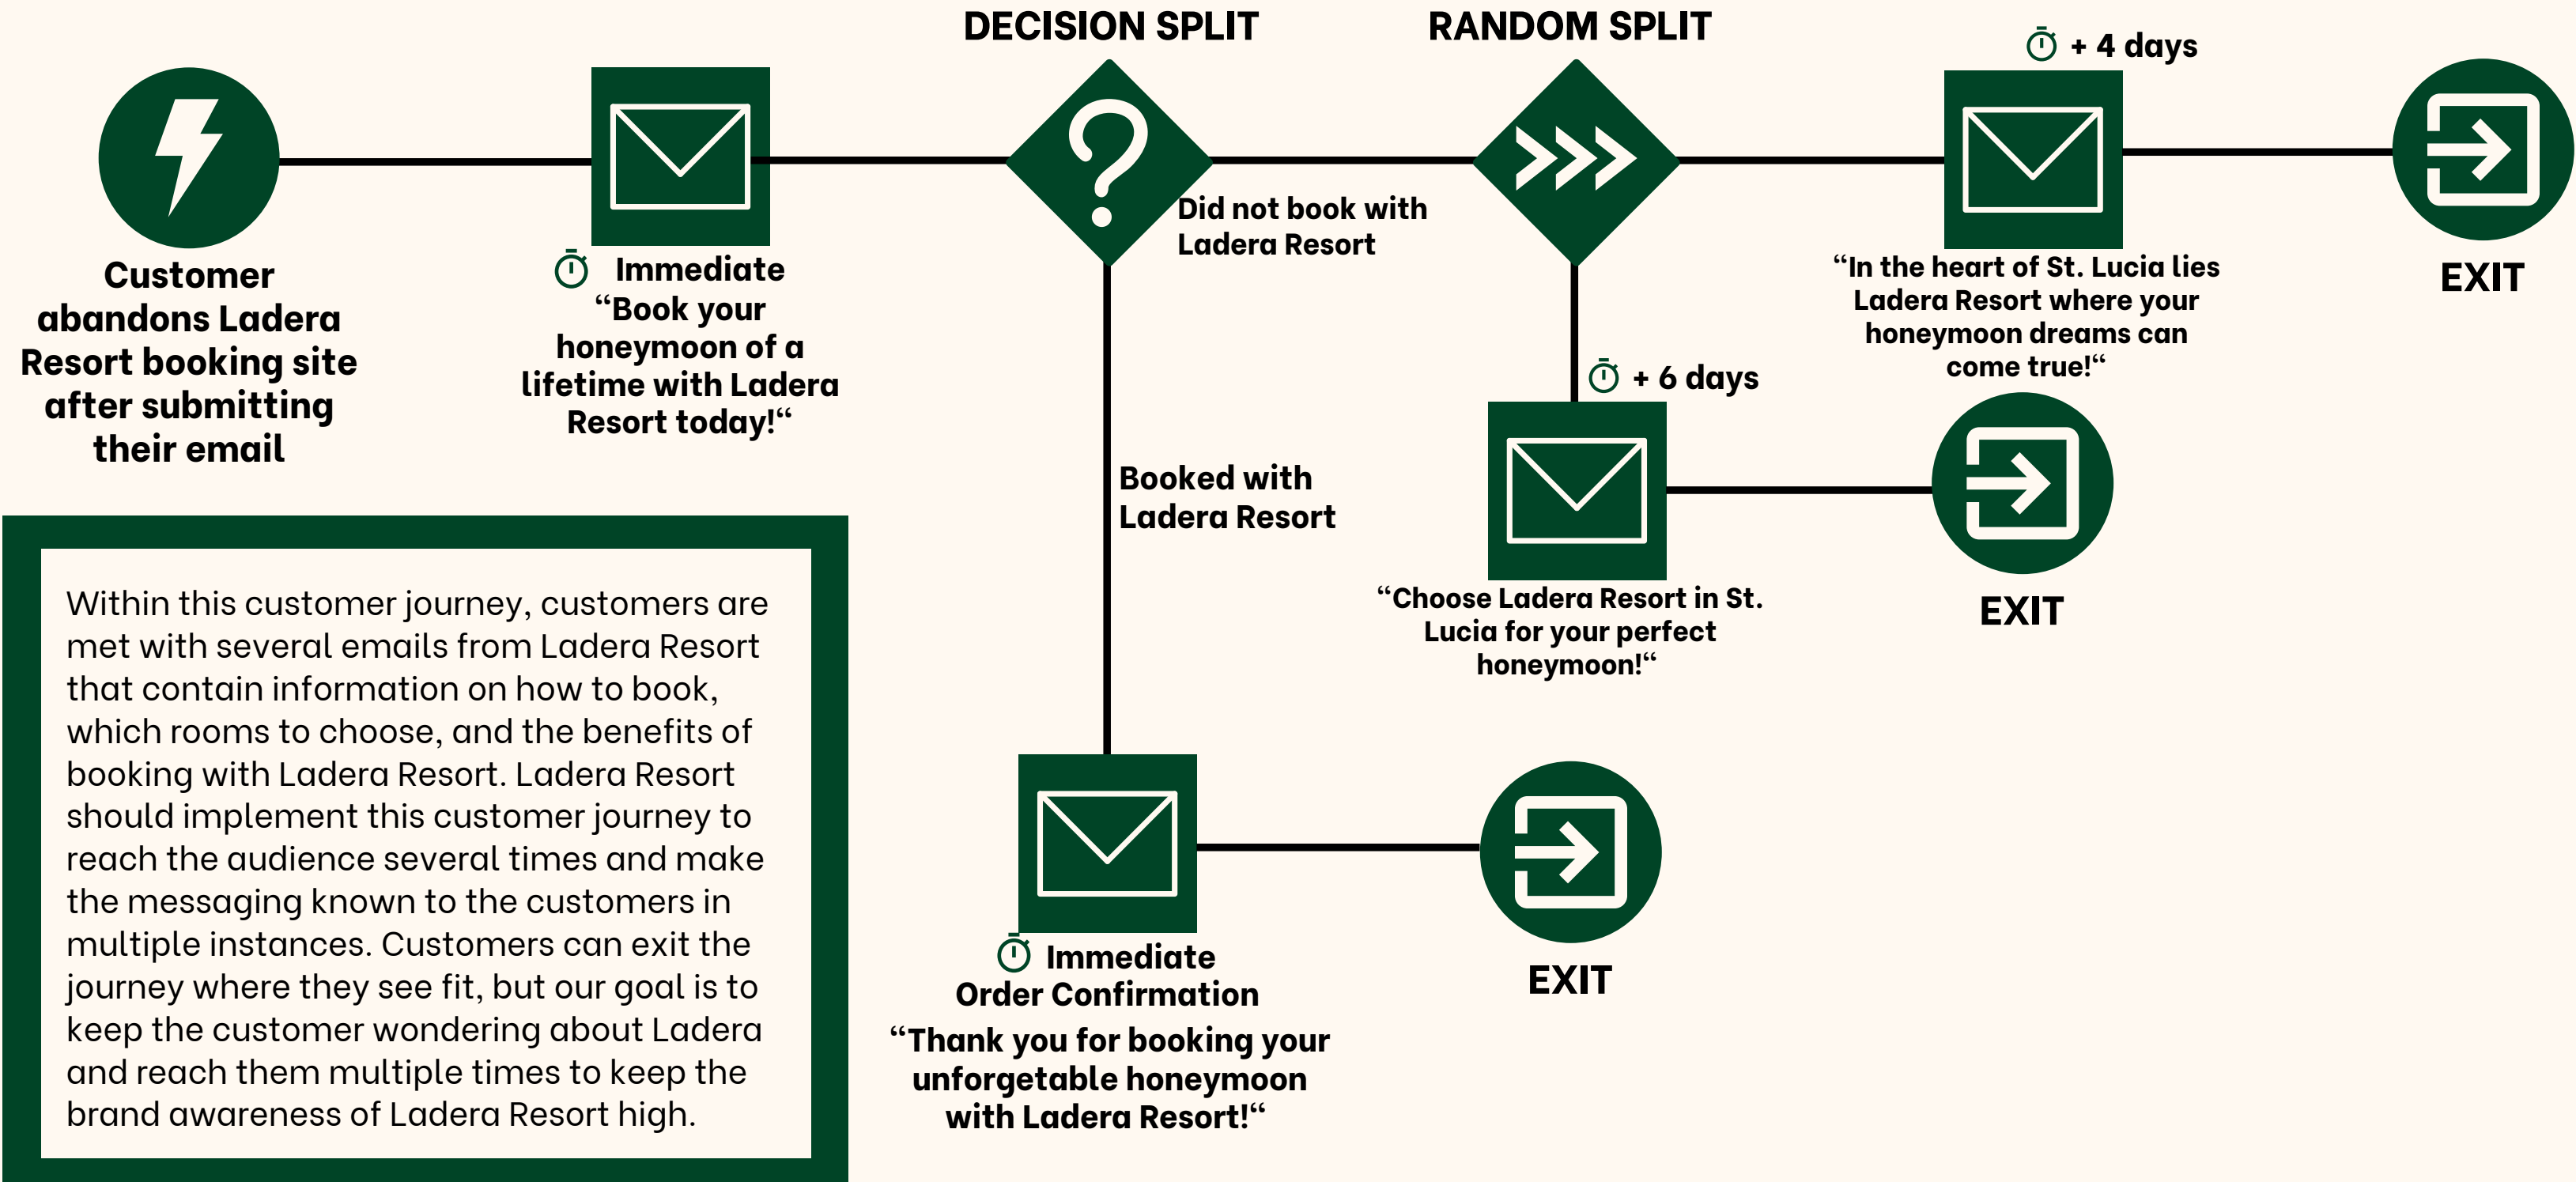 DECISION SPLIT
RANDOM SPLIT
+ 4 days
Customer
abandons Ladera
Resort booking site
after submitting
their email
Immediate
“Book your
honeymoon of a
lifetime with Ladera
Resort today!“
Did not book with
Ladera Resort
“In the heart of St. Lucia lies
Ladera Resort where your
honeymoon dreams can
come true!“
EXIT
+ 6 days
“Choose Ladera Resort in St.
Lucia for your perfect
honeymoon!“
EXIT
Booked with
Ladera Resort
Immediate
Order Confirmation
“Thank you for booking your
unforgetable honeymoon
with Ladera Resort!“
EXIT
Within this customer journey, customers are
met with several emails from Ladera Resort
that contain information on how to book,
which rooms to choose, and the benefits of
booking with Ladera Resort. Ladera Resort
should implement this customer journey to
reach the audience several times and make
the messaging known to the customers in
multiple instances. Customers can exit the
journey where they see fit, but our goal is to
keep the customer wondering about Ladera
and reach them multiple times to keep the
brand awareness of Ladera Resort high.